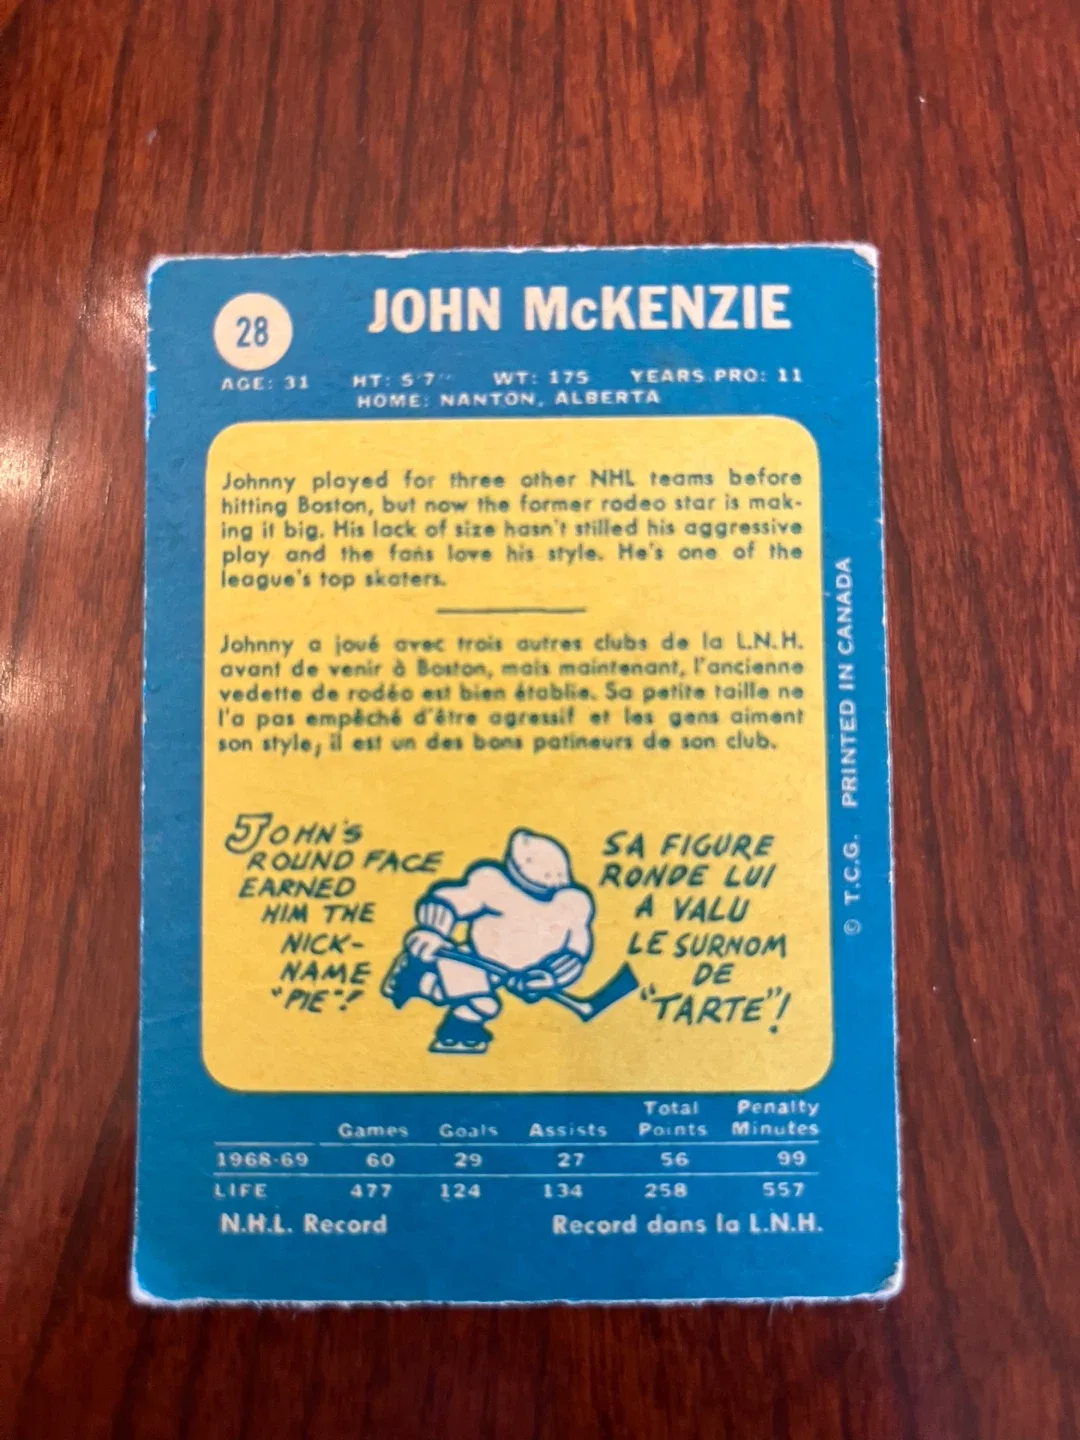 28
JOHN McKENZIE
AGE: 31 HT: 5'7" WT: 175 YEARS PRO: 11
HOME: NANTON, ALBERTA
Johnny played for three other NHL teams before
hitting Boston, but now the former rodeo star is mak-
ing it big. His lack of size hasn't stilled his aggressive
play and the fans love his style. He's one of the
league's top skaters.
Johnny a joué avec trois autres clubs de la L.N.H.
avant de venir à Boston, mais maintenant, l'ancienne
vedette de rodéo est bien établie. Sa petite taille ne
l'a pas empêché d'être agressif et les gens aiment
son style; il est un des bons patineurs de son club.
JOHN'S
ROUND FACE
EARNED
HIM THE
NICK-
NAME
"PIE"!
SA FIGURE
RONDE LUI
A VALU
LE SURNOM
DE
"TARTE"!
Games Goals Assists Total Points Penalty Minutes
1968-69 60 29 27 56 99
LIFE 477 124 134 258 557
N.H.L. Record Record dans la L.N.H.
© T.C.G. PRINTED IN CANADA